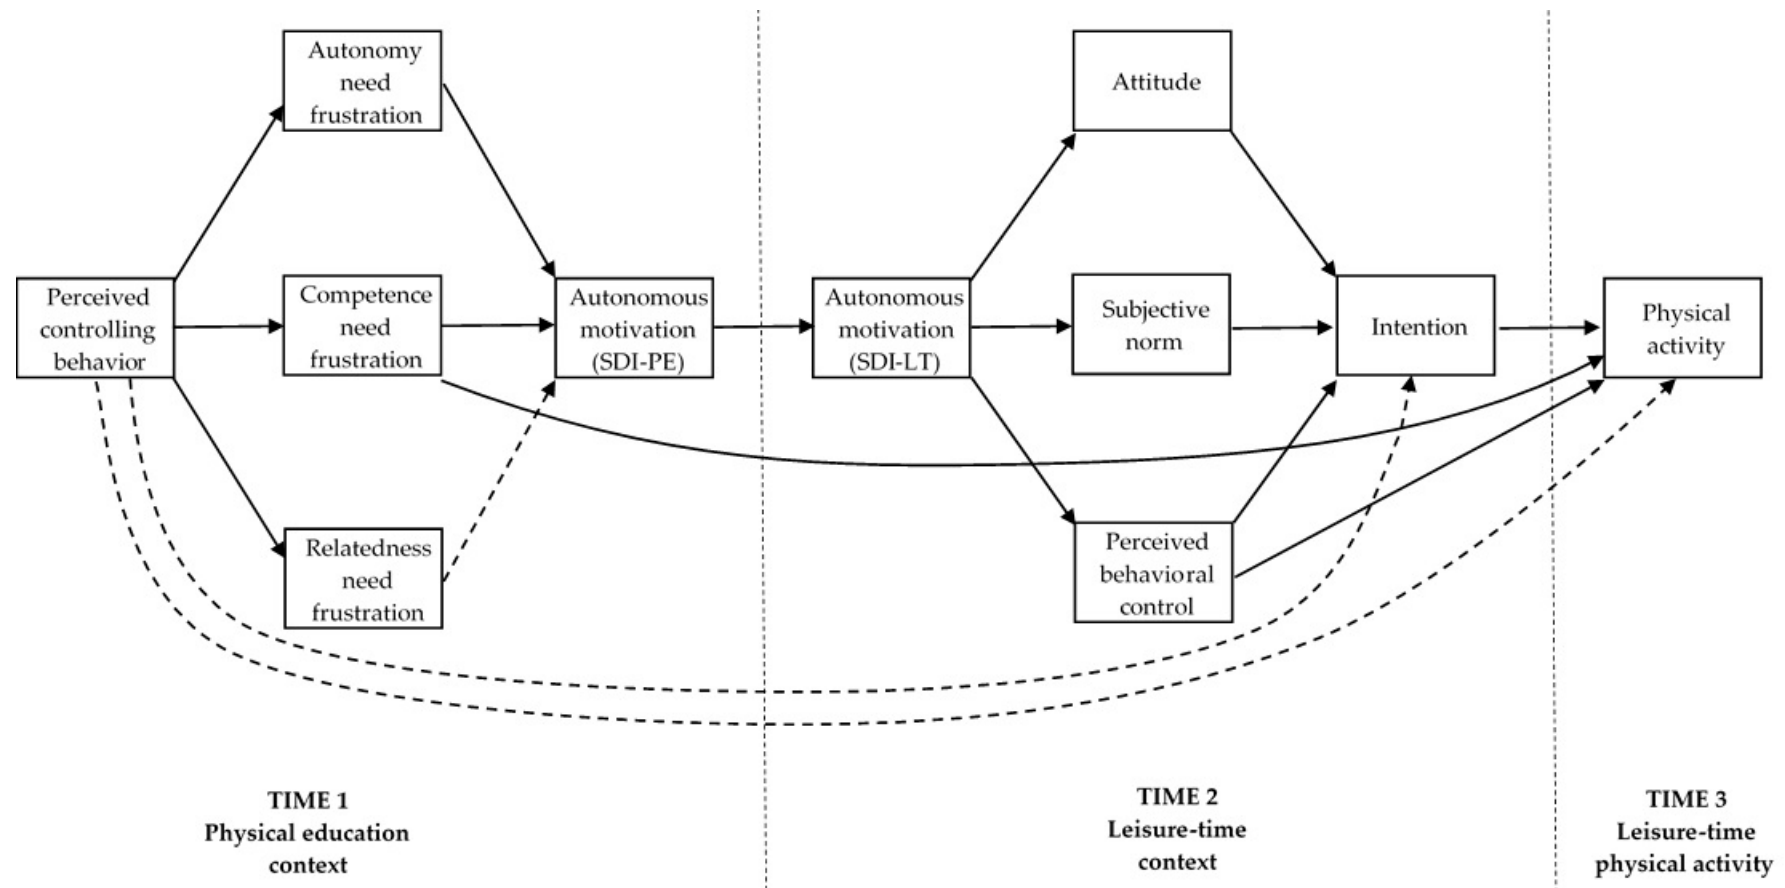 Autonomy
need
frustration
Attitude
Perceived
controlling
behavior
Competence
need
frustration
Autonomous
motivation
(SDI-PE)
Autonomous
motivation
(SDI-LT)
Subjective
norm
Intention
Physical
activity
Relatedness
need
frustration
Perceived
behavioral
control
TIME 1
Physical education
context
TIME 2
Leisure-time
context
TIME 3
Leisure-time
physical activity